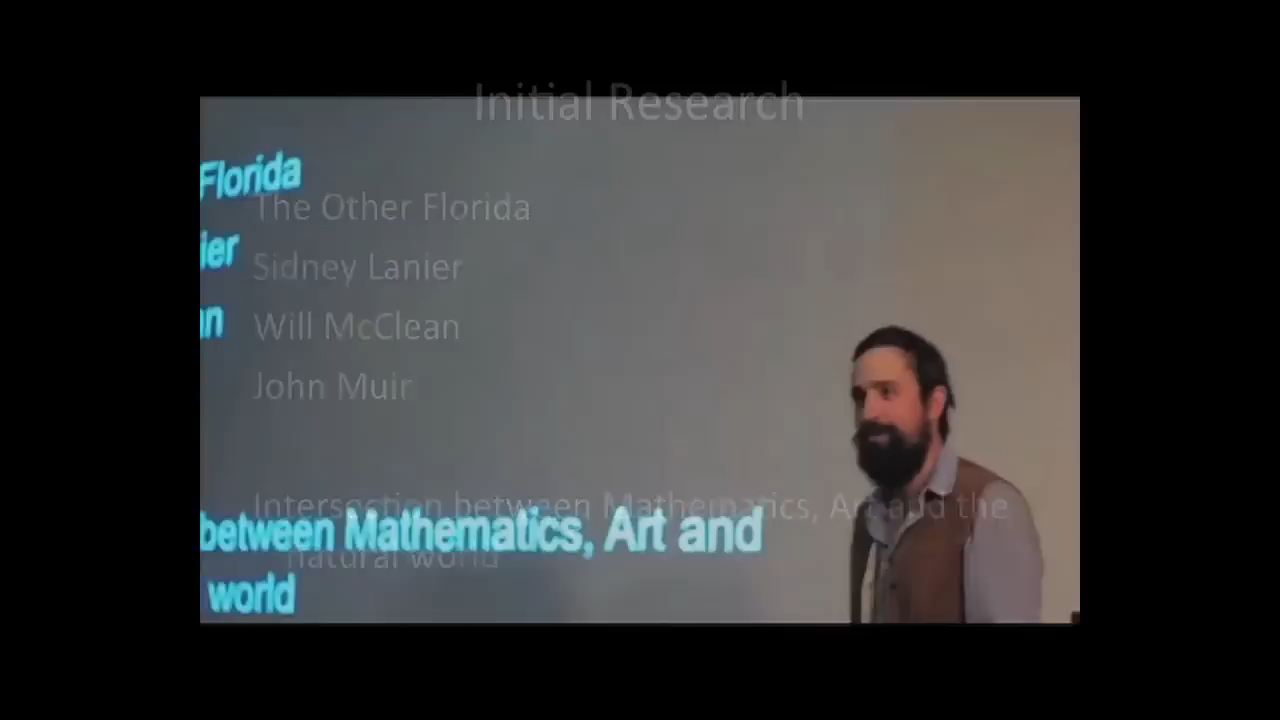 Initial Research
Florida
The Other Florida
ier
Sidney Lanier
an
Will McClean
John Muir
Intersection between Mathematics, Art and the
natural world
between Mathematics, Art and
world